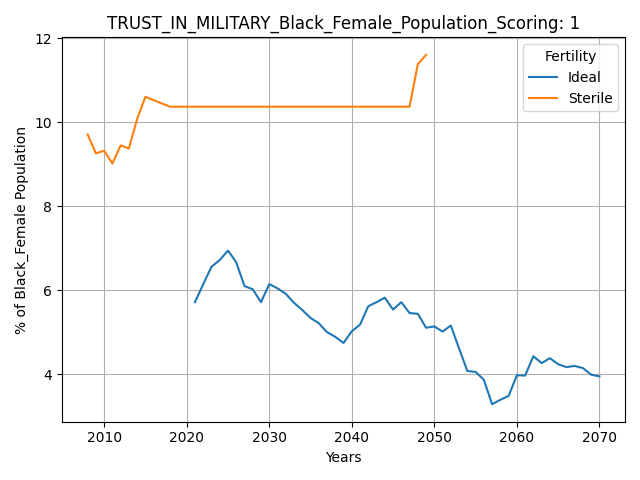 TRUST_IN_MILITARY_Black_Female_Population_Scoring: 1
Fertility
Ideal
Sterile
% of Black_Female Population
12
10
8
6
4
2010 2020 2030 2040 2050 2060 2070
Years